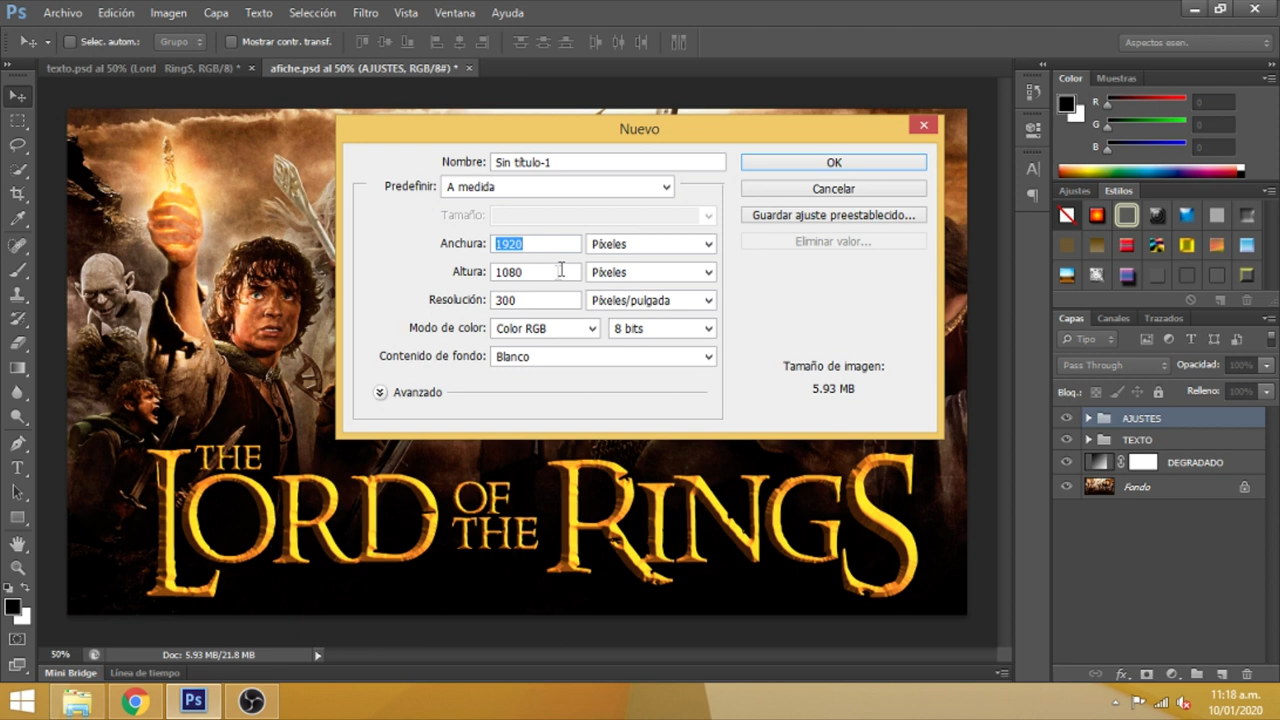 Ps Archivo Edición Imagen Capa Texto Selección Filtro Vista Ventana Ayuda
Selec. autom.: Grupo Mostrar contr. transf. Aspectos esen.
texto.psd al 50% (Lord RingS, RGB/8) * × afiche.psd al 50% (AJUSTES, RGB/8#) * ×
Nuevo
Nombre: Sin título-1 OK
Predefinir: A medida Cancelar
Tamaño: Guardar ajuste preestablecido...
Anchura: 1920 Píxeles Eliminar valor...
Altura: 1080 Píxeles
Resolución: 300 Píxeles/pulgada
Modo de color: Color RGB 8 bits
Contenido de fondo: Blanco
Tamaño de imagen:
5.93 MB
Avanzado
THE
LORD OF THE RINGS
Color Muestras
R 0
G 0
B 0
Ajustes Estilos
Capas Canales Trazados
Tipo
Pass Through Opacidad: 100%
Bloq.: Relleno: 100%
AJUSTES
TEXTO
DEGRADADO
Fondo
50% Doc: 5.93 MB/21.8 MB
Mini Bridge Línea de tiempo
Ps
11:18 a.m.
10/01/2020